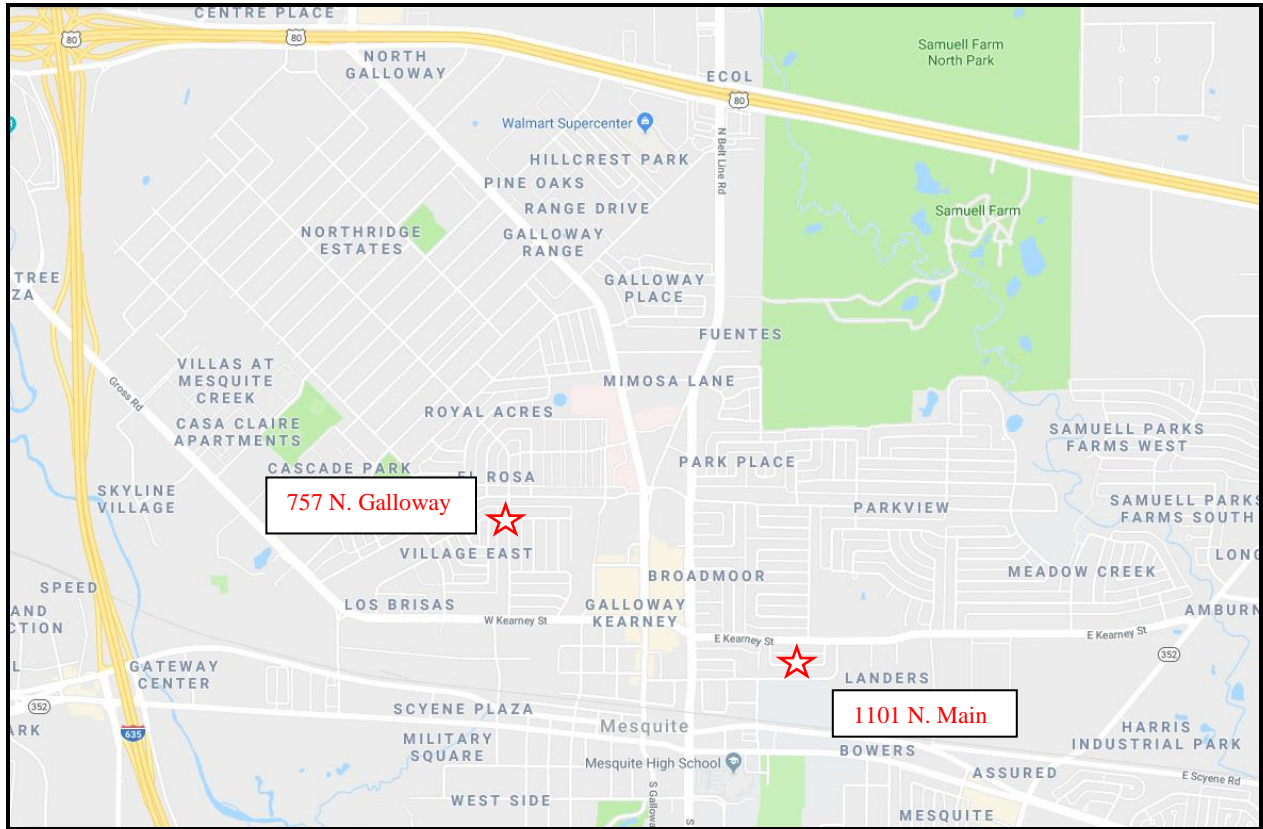 CENTRE PLACE
80
80
NORTH
GALLOWAY
Samuell Farm
North Park
ECOL
80
Walmart Supercenter
N Belt Line Rd
HILLCREST PARK
PINE OAKS
RANGE DRIVE
Samuell Farm
NORTHRIDGE
ESTATES
GALLOWAY
RANGE
TREE
ZA
GALLOWAY
PLACE
FUENTES
VILLAS AT
MESQUITE
CREEK
MIMOSA LANE
Gross Rd
ROYAL ACRES
CASA CLAIRE
APARTMENTS
SAMUELL PARKS
FARMS WEST
CASCADE PARK
EL ROSA
PARK PLACE
SKYLINE
VILLAGE
757 N. Galloway
PARKVIEW
SAMUELL PARKS
FARMS SOUTH
VILLAGE EAST
LONG
SPEED
BROADMOOR
MEADOW CREEK
AND
CTION
LOS BRISAS
W Kearney St
GALLOWAY
KEARNEY
AMBURN
E Kearney St
E Kearney St
352
L
GATEWAY
CENTER
LANDERS
352
SCYENE PLAZA
1101 N. Main
ARK
635
Mesquite
HARRIS
INDUSTRIAL PARK
MILITARY
SQUARE
BOWERS
Mesquite High School
ASSURED
E Scyene Rd
WEST SIDE
S Gallowa
S
MESQUITE